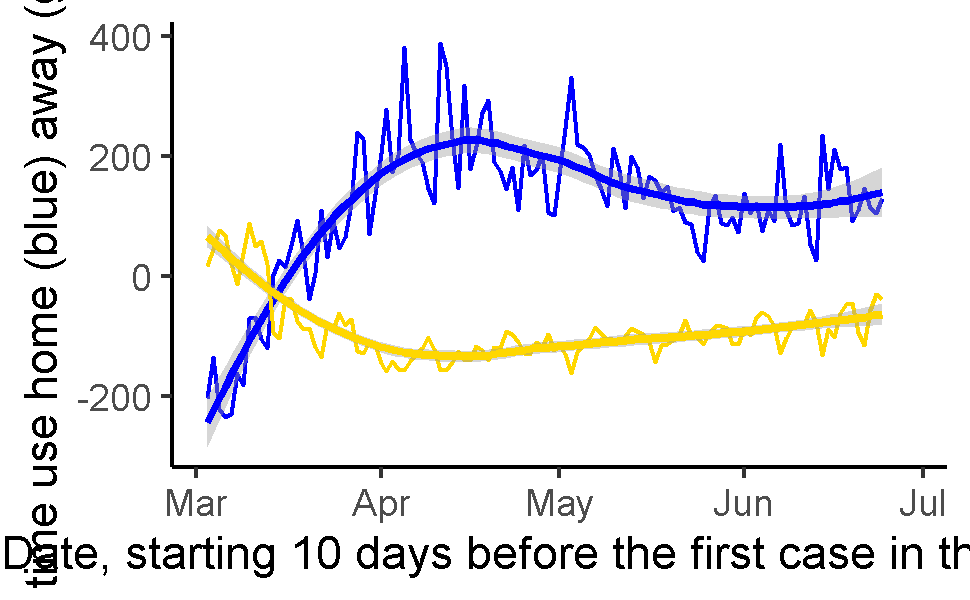 time use home (blue) away (
400
200
0
-200
Mar Apr May Jun Jul
Date, starting 10 days before the first case in th